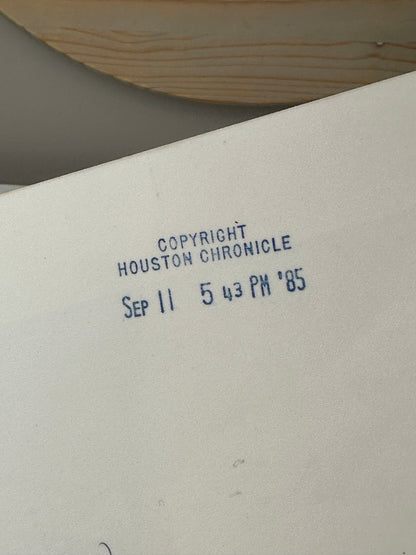 COPYRIGHT
HOUSTON CHRONICLE
SEP 11 5 43 PM '85